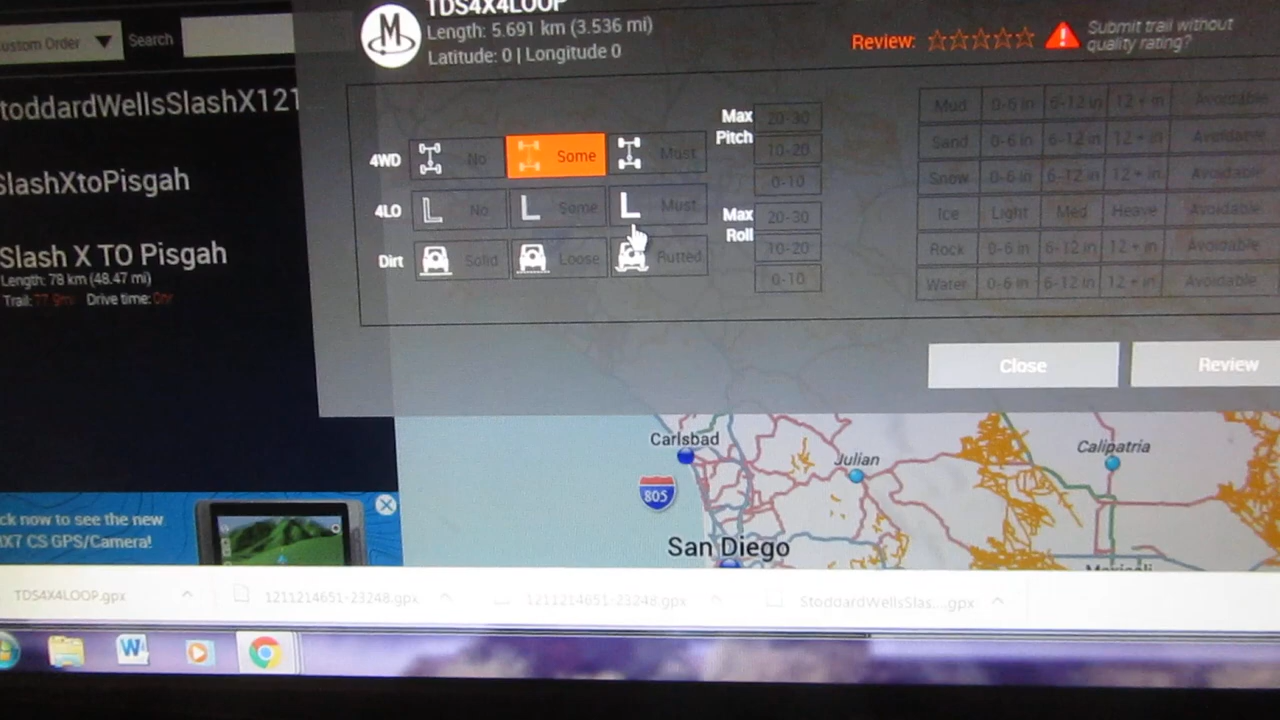 ustom Order
Search
toddardWellsSlashX121
SlashXtoPisgah
Slash X TO Pisgah
Length: 78 km (48.47 mi)
Trail: 77.9mi Drive time: 0hr
ck now to see the new
X7 CS GPS/Camera!
M
TDS4X4LOOP
Length: 5.691 km (3.536 mi)
Latitude: 0 | Longitude 0
Review:
Submit trail without
quality rating?
4WD No Some Must
4LO No Some Must
Dirt Solid Loose Rutted
Max
Pitch
20-30
10-20
0-10
Max
Roll
20-30
10-20
0-10
Mud 0-6 in 6-12 in 12 + in Avoidable
Sand 0-6 in 6-12 in 12 + in Avoidable
Snow 0-6 in 6-12 in 12 + in Avoidable
Ice Light Med Heave Avoidable
Rock 0-6 in 6-12 in 12 + in Avoidable
Water 0-6 in 6-12 in 12 + in Avoidable
Close
Review
Carlsbad
Julian
Calipatria
805
San Diego
Mexicali
TDS4X4LOOP.gpx
1211214651-23248.gpx
1211214651-23248.gpx
StoddardWellsSlas....gpx
W